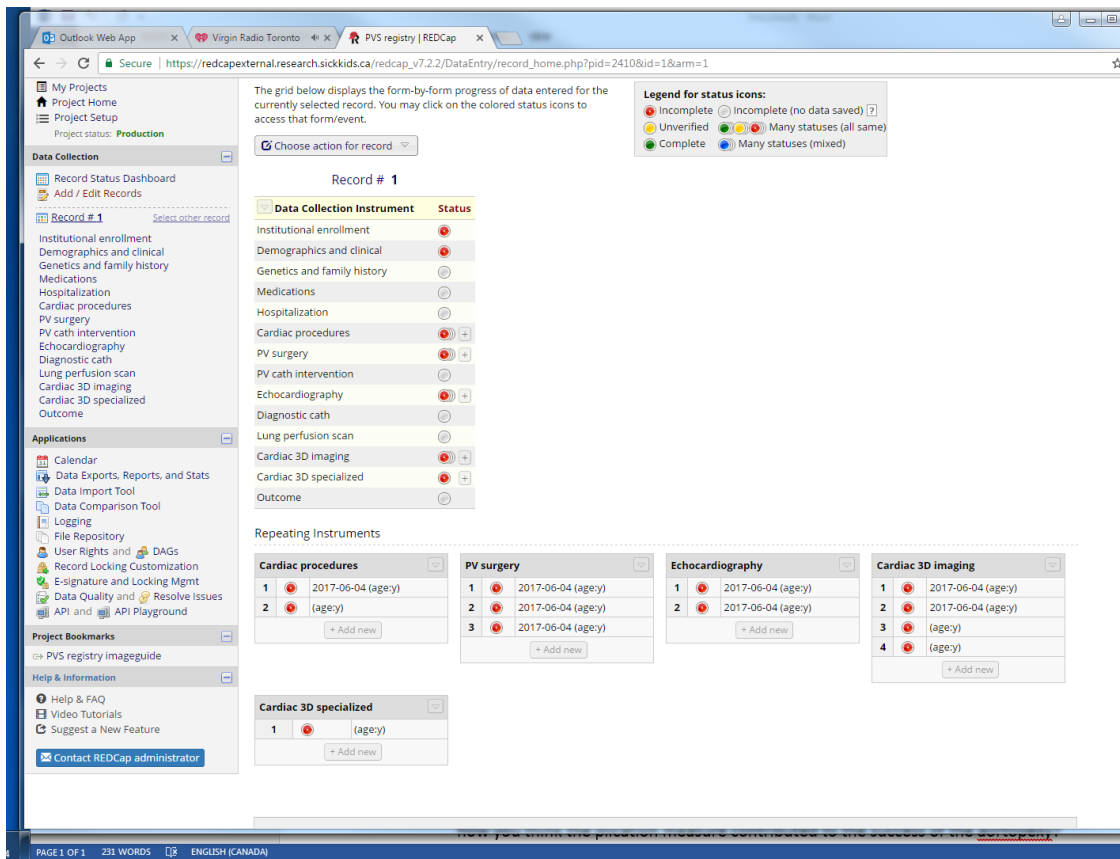 Outlook Web App
Virgin Radio Toronto
PVS registry | REDCap
Secure | https://redcapexternal.research.sickkids.ca/redcap_v7.2.2/DataEntry/record_home.php?pid=2410&id=1&arm=1
My Projects
Project Home
Project Setup
Project status: Production
Data Collection
Record Status Dashboard
Add / Edit Records
Record # 1 Select other record
Institutional enrollment
Demographics and clinical
Genetics and family history
Medications
Hospitalization
Cardiac procedures
PV surgery
PV cath intervention
Echocardiography
Diagnostic cath
Lung perfusion scan
Cardiac 3D imaging
Cardiac 3D specialized
Outcome
Applications
Calendar
Data Exports, Reports, and Stats
Data Import Tool
Data Comparison Tool
Logging
File Repository
User Rights and DAGs
Record Locking Customization
E-signature and Locking Mgmt
Data Quality and Resolve Issues
API and API Playground
Project Bookmarks
PVS registry imageguide
Help & Information
Help & FAQ
Video Tutorials
Suggest a New Feature
Contact REDCap administrator
The grid below displays the form-by-form progress of data entered for the
currently selected record. You may click on the colored status icons to
access that form/event.
Legend for status icons:
Incomplete Incomplete (no data saved) ?
Unverified Many statuses (all same)
Complete Many statuses (mixed)
Choose action for record
Record # 1
Data Collection Instrument Status
Institutional enrollment
Demographics and clinical
Genetics and family history
Medications
Hospitalization
Cardiac procedures +
PV surgery +
PV cath intervention
Echocardiography +
Diagnostic cath
Lung perfusion scan
Cardiac 3D imaging +
Cardiac 3D specialized +
Outcome
Repeating Instruments
Cardiac procedures
1 2017-06-04 (age:y)
2 (age:y)
+ Add new
PV surgery
1 2017-06-04 (age:y)
2 2017-06-04 (age:y)
3 2017-06-04 (age:y)
+ Add new
Echocardiography
1 2017-06-04 (age:y)
2 2017-06-04 (age:y)
+ Add new
Cardiac 3D imaging
1 2017-06-04 (age:y)
2 2017-06-04 (age:y)
3 (age:y)
4 (age:y)
+ Add new
Cardiac 3D specialized
1 (age:y)
+ Add new
how you think the plication measure contributed to the success of the aortopexy?
PAGE 1 OF 1 231 WORDS ENGLISH (CANADA)